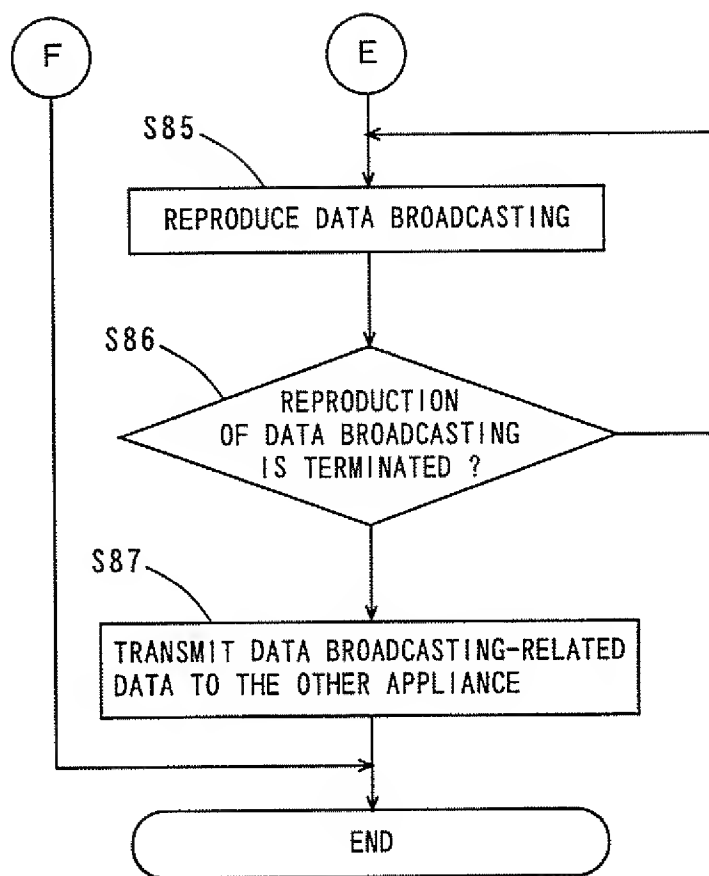 F
E
S85
REPRODUCE DATA BROADCASTING
S86
REPRODUCTION
OF DATA BROADCASTING
IS TERMINATED ?
S87
TRANSMIT DATA BROADCASTING-RELATED
DATA TO THE OTHER APPLIANCE
END